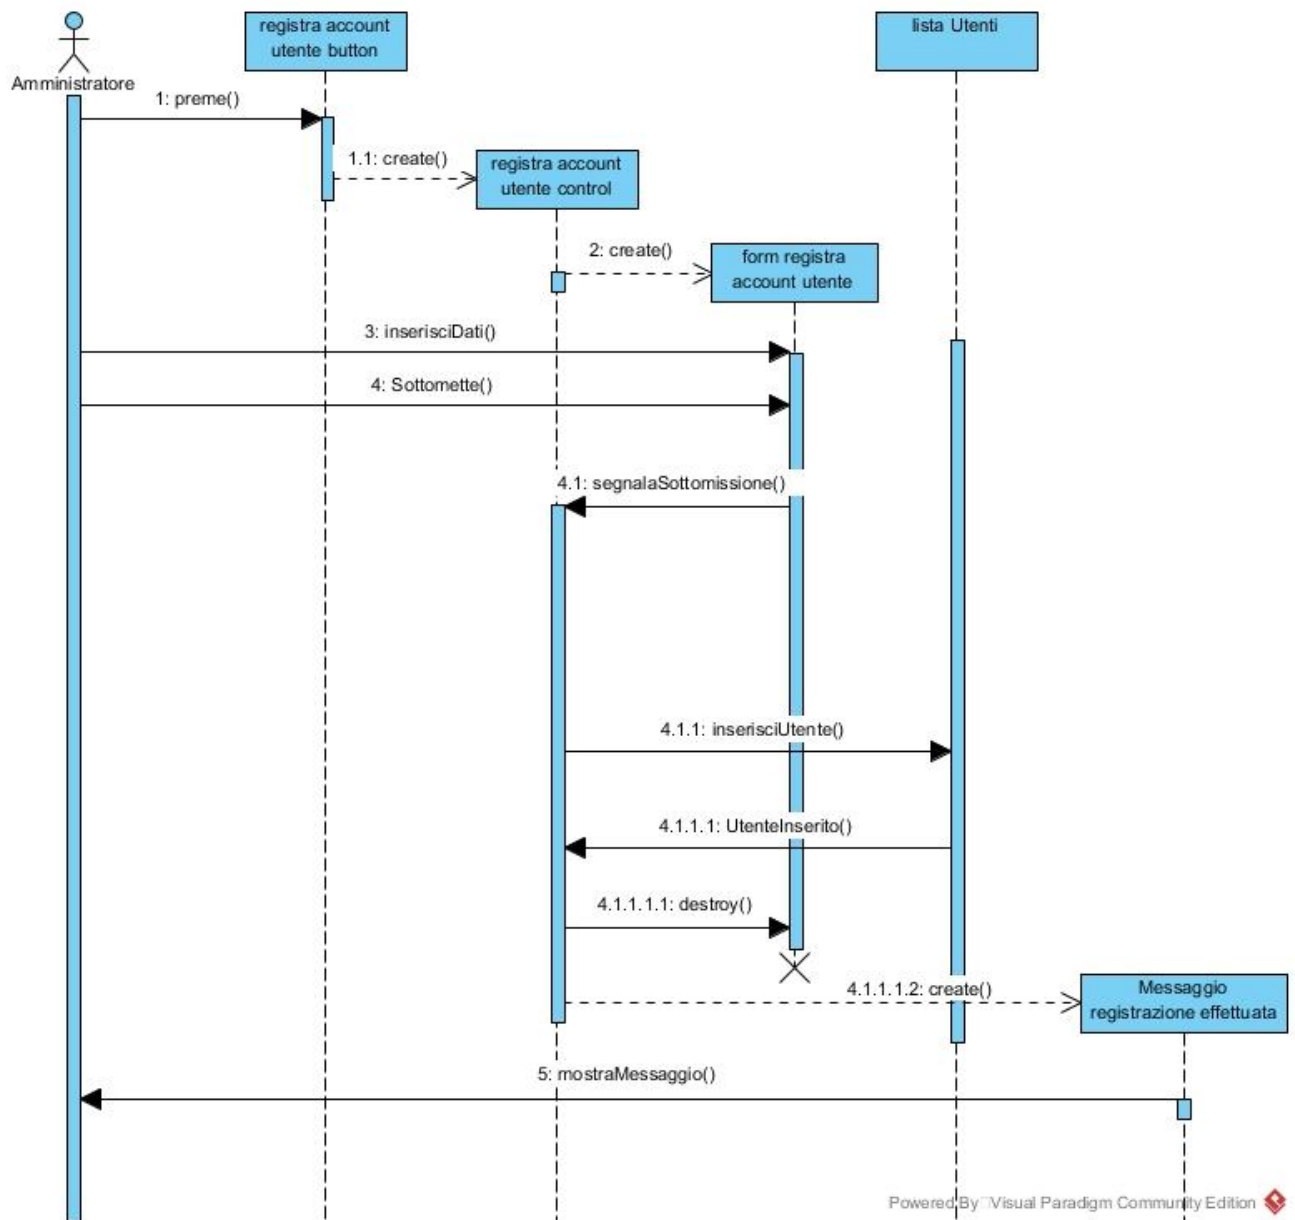 registra account
utente button
lista Utenti
Amministratore
1: preme()
1.1: create()
registra account
utente control
2: create()
form registra
account utente
3: inserisciDati()
4: Sottomette()
4.1: segnalaSottomissione()
4.1.1: inserisciUtente()
4.1.1.1: UtenteInserito()
4.1.1.1.1: destroy()
4.1.1.1.2: create()
Messaggio
registrazione effettuata
5: mostraMessaggio()
Powered By Visual Paradigm Community Edition